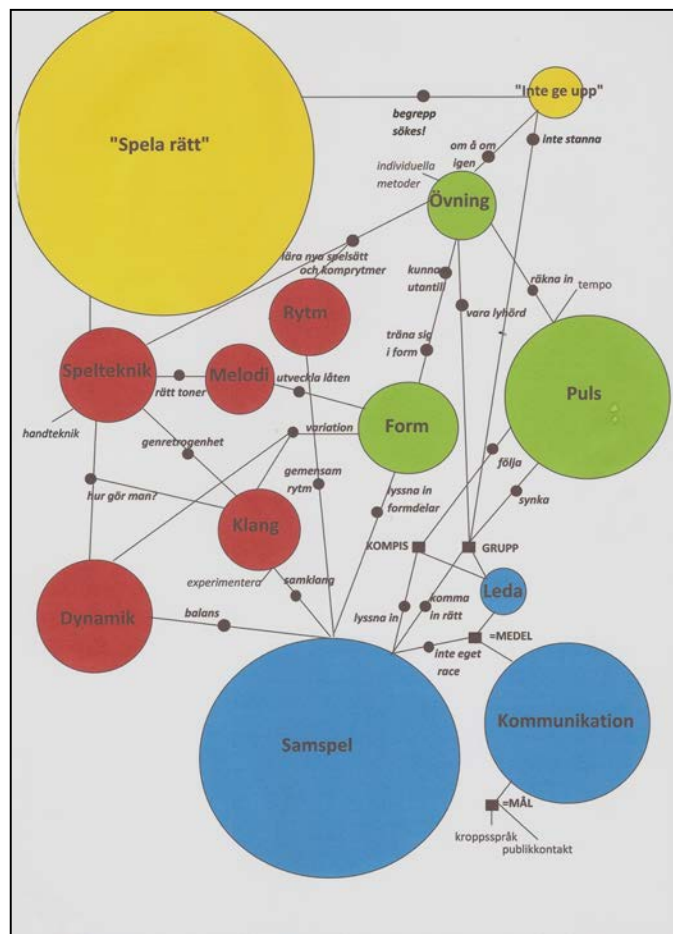 "Inte ge upp"
"Spela rätt"
begrepp
sökes!
inte stanna
om å om
igen
individuella
metoder
Övning
lära nya spelsätt
och komprytmer
kunna
utantill
räkna in
tempo
vara lyhörd
Rytm
träna sig
i form
Spelteknik
Melodi
rätt toner
utveckla låten
Puls
handteknik
genretrogenhet
variation
Form
följa
hur gör man?
gemensam
rytm
lyssna in
formdelar
synka
Klang
KOMPIS
GRUPP
experimentera
samklang
Leda
Dynamik
balans
lyssna in
komma
in rätt
=MEDEL
inte eget
race
Samspel
Kommunikation
=MÅL
kroppsspråk
publikkontakt